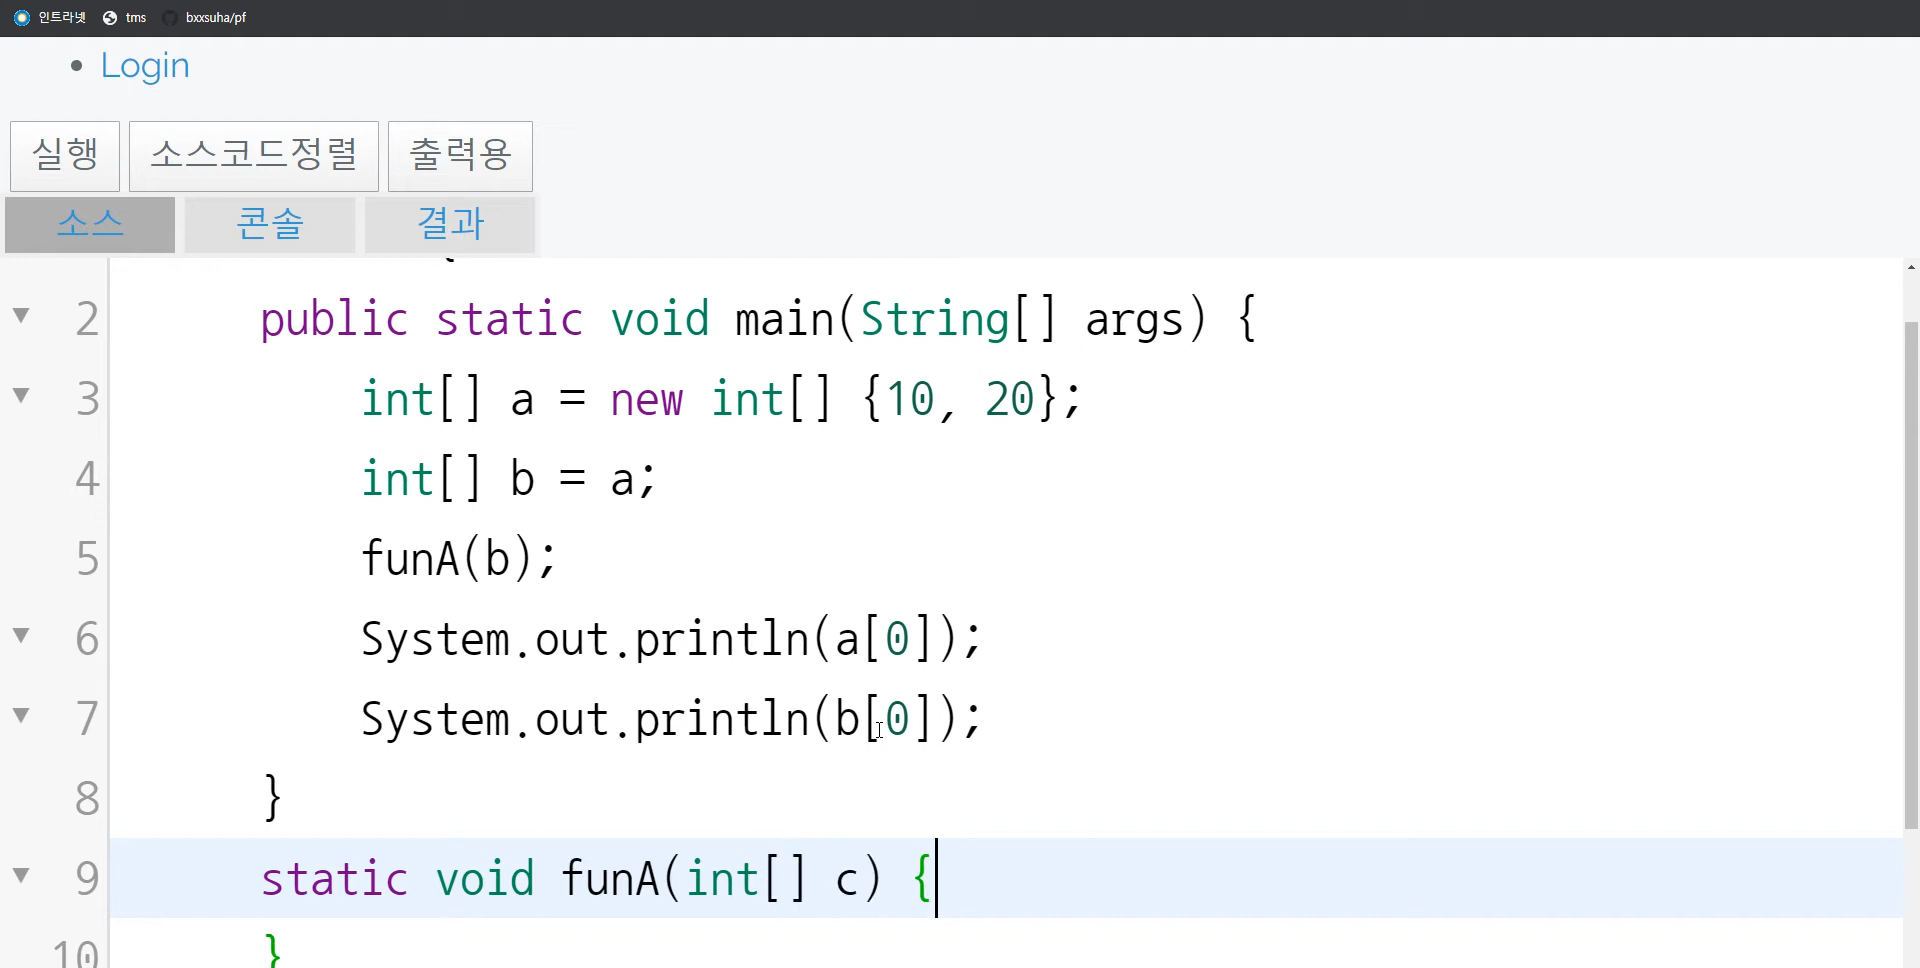 인트라넷 tms bxxsuha/pf
Login
실행 소스코드정렬 출력용
소스 콘솔 결과
2 public static void main(String[] args) {
3 int[] a = new int[] {10, 20};
4 int[] b = a;
5 funA(b);
6 System.out.println(a[0]);
7 System.out.println(b[0]);
8 }
9 static void funA(int[] c) {
10 }